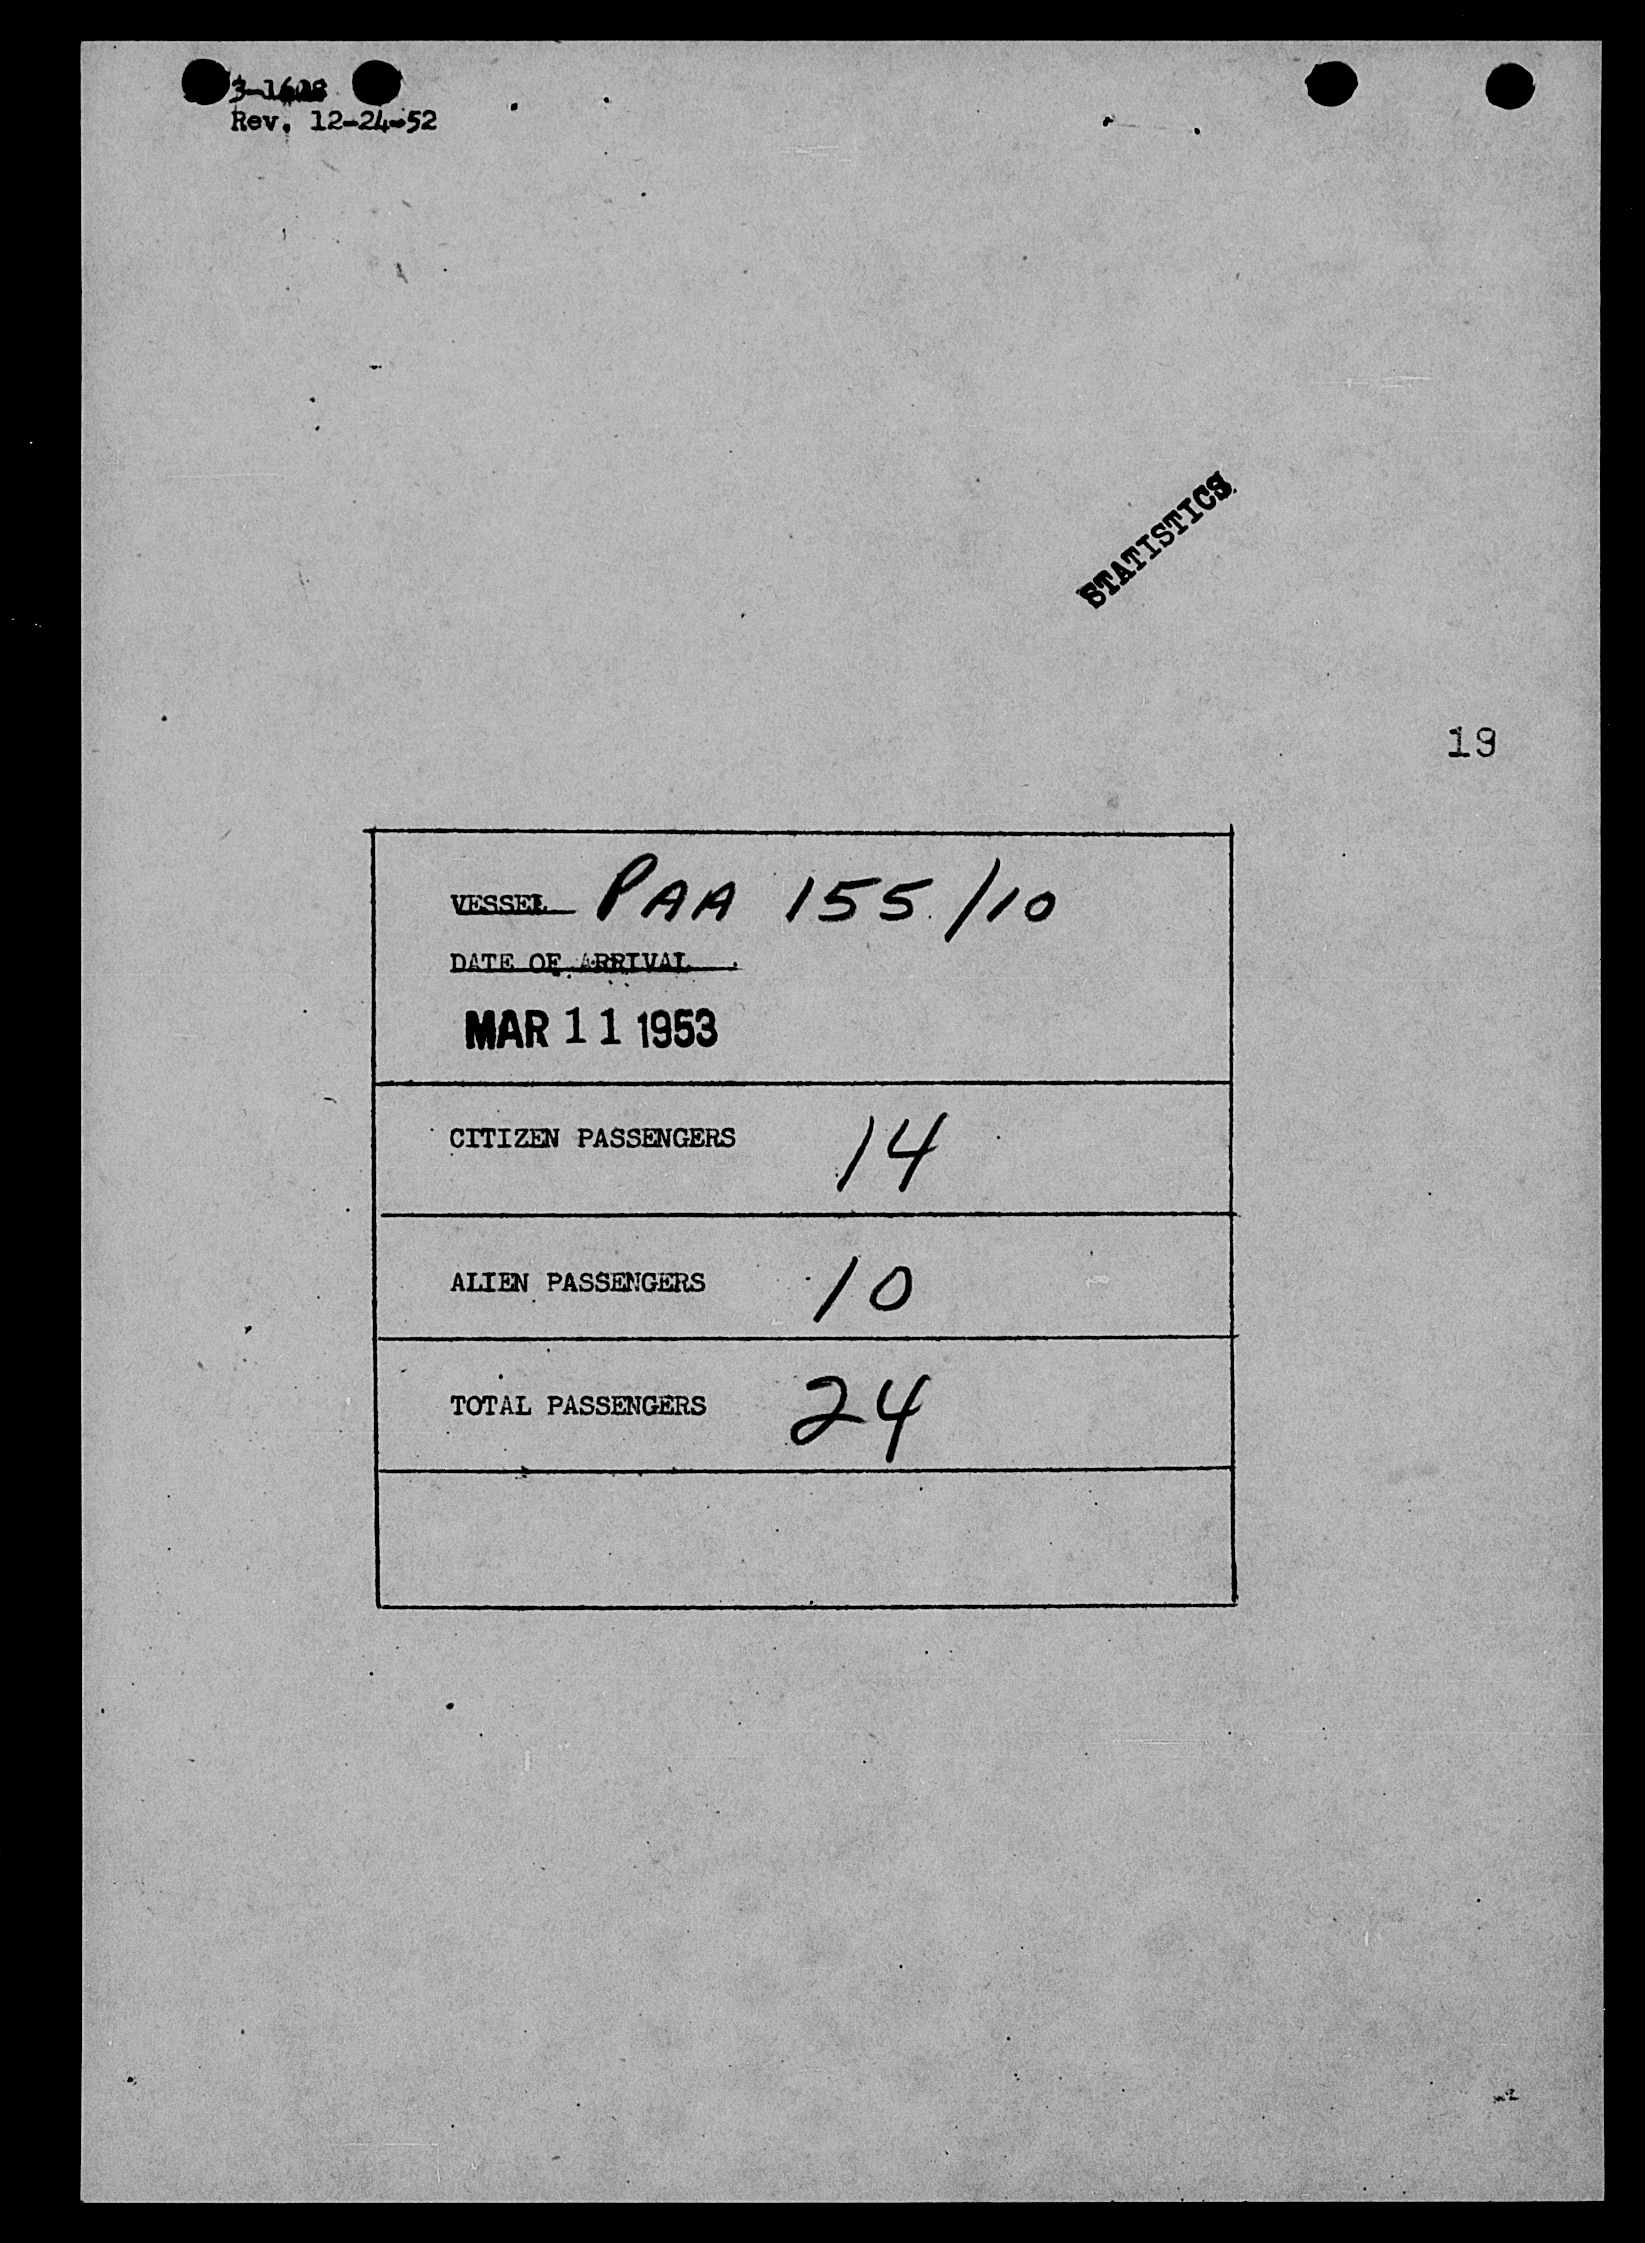 Rev. 12-24-52
STATISTICS
19
VESSEL PAA 155/10
DATE OF ARRIVAL
MAR 11 1953
CITIZEN PASSENGERS 14
ALIEN PASSENGERS 10
TOTAL PASSENGERS 24